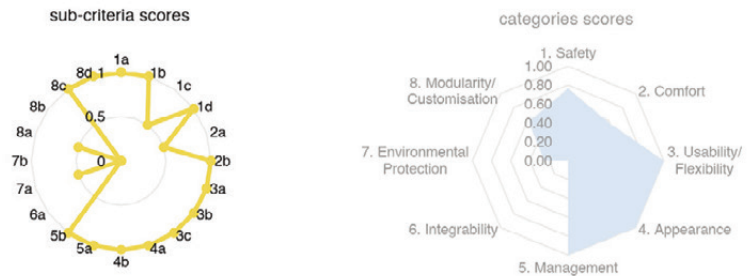 sub-criteria scores
1a
1b
1c
1d
2a
2b
3a
3b
3c
4a
4b
5a
5b
6a
7a
7b
8a
8b
8c
8d
1
0.5
0
categories scores
1. Safety
2. Comfort
3. Usability/
Flexibility
4. Appearance
5. Management
6. Integrability
7. Environmental
Protection
8. Modularity/
Customisation
1.00
0.80
0.60
0.40
0.20
0.00